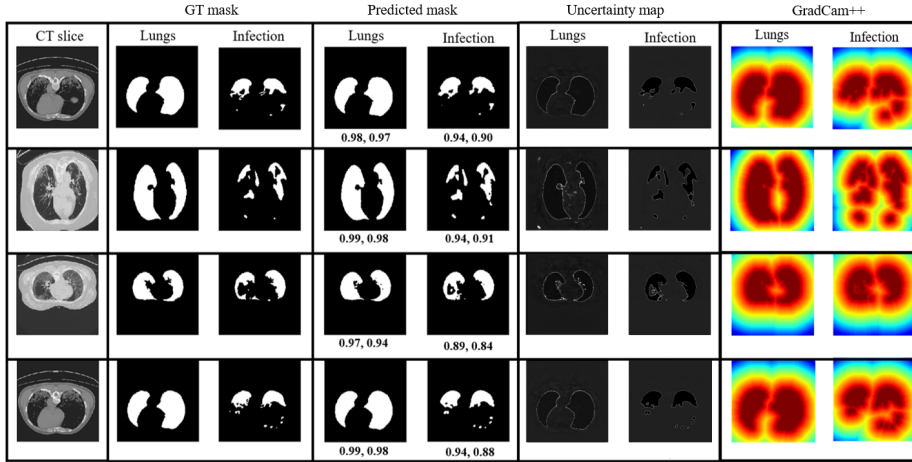 GT mask Predicted mask Uncertainty map GradCam++
CT slice Lungs Infection Lungs Infection Lungs Infection Lungs Infection
0.98, 0.97 0.94, 0.90
0.99, 0.98 0.94, 0.91
0.97, 0.94 0.89, 0.84
0.99, 0.98 0.94, 0.88